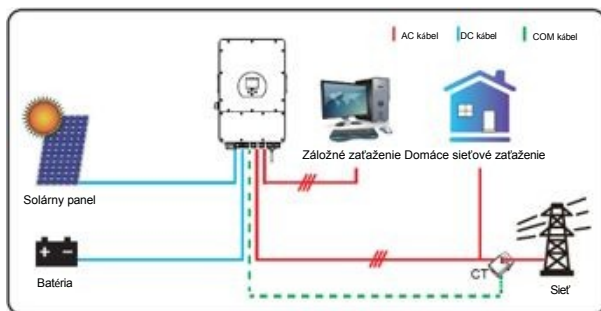 AC kábel DC kábel COM kábel
Záložné zaťaženie Domáce sieťové zaťaženie
Solárny panel
Batéria
CT
Sieť